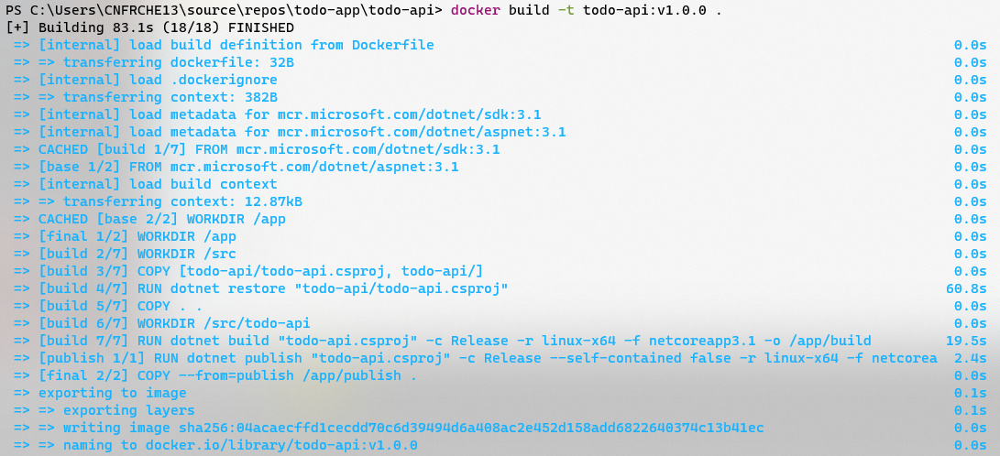 PS C:\Users\CNFRCHE13\source\repos\todo-app\todo-api> docker build -t todo-api:v1.0.0 .
[+] Building 83.1s (18/18) FINISHED
=> [internal] load build definition from Dockerfile 0.0s
=> => transferring dockerfile: 32B 0.0s
=> [internal] load .dockerignore 0.0s
=> => transferring context: 382B 0.0s
=> [internal] load metadata for mcr.microsoft.com/dotnet/sdk:3.1 0.0s
=> [internal] load metadata for mcr.microsoft.com/dotnet/aspnet:3.1 0.0s
=> CACHED [build 1/7] FROM mcr.microsoft.com/dotnet/sdk:3.1 0.0s
=> [base 1/2] FROM mcr.microsoft.com/dotnet/aspnet:3.1 0.0s
=> [internal] load build context 0.0s
=> => transferring context: 12.87kB 0.0s
=> CACHED [base 2/2] WORKDIR /app 0.0s
=> [final 1/2] WORKDIR /app 0.0s
=> [build 2/7] WORKDIR /src 0.0s
=> [build 3/7] COPY [todo-api/todo-api.csproj, todo-api/] 0.0s
=> [build 4/7] RUN dotnet restore "todo-api/todo-api.csproj" 60.8s
=> [build 5/7] COPY . . 0.0s
=> [build 6/7] WORKDIR /src/todo-api 0.0s
=> [build 7/7] RUN dotnet build "todo-api.csproj" -c Release -r linux-x64 -f netcoreapp3.1 -o /app/build 19.5s
=> [publish 1/1] RUN dotnet publish "todo-api.csproj" -c Release --self-contained false -r linux-x64 -f netcorea 2.4s
=> [final 2/2] COPY --from=publish /app/publish . 0.0s
=> exporting to image 0.1s
=> => exporting layers 0.1s
=> => writing image sha256:04acaecffd1cecdd70c6d39494d6a408ac2e452d158add6822640374c13b41ec 0.0s
=> => naming to docker.io/library/todo-api:v1.0.0 0.0s